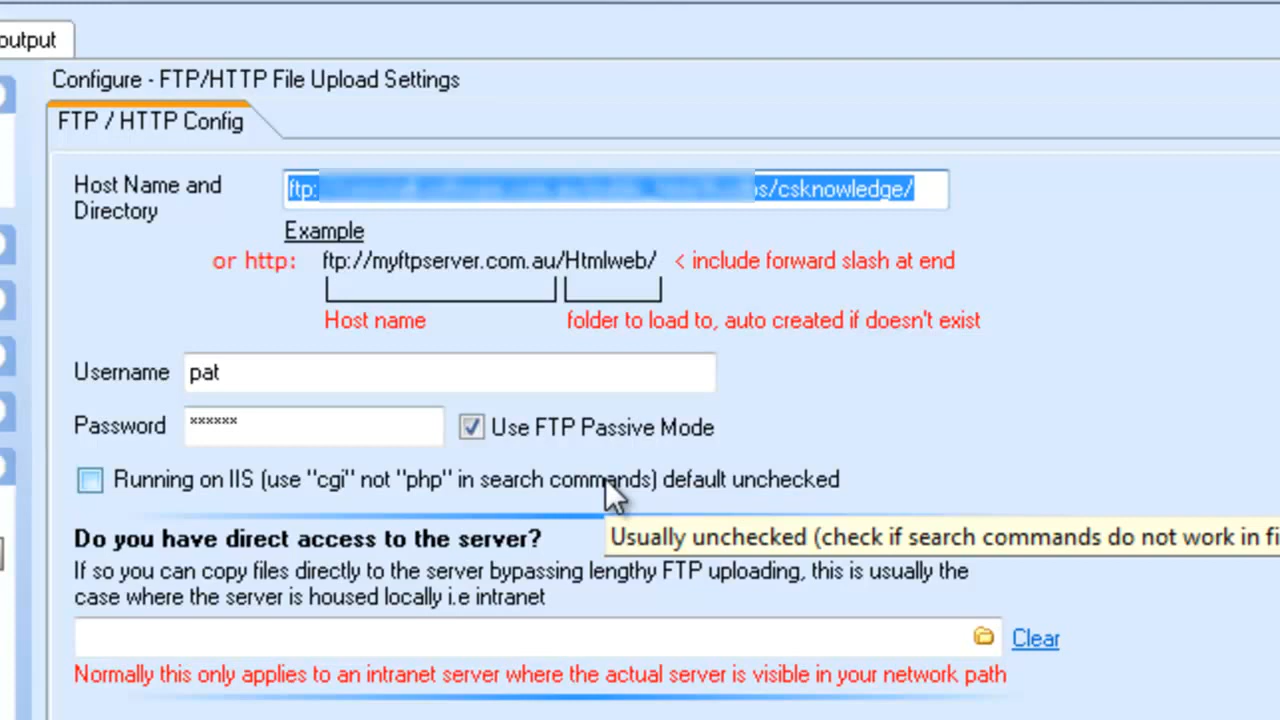 output
Configure - FTP/HTTP File Upload Settings
FTP / HTTP Config
Host Name and
Directory
ftp: /csknowledge/
Example
or http: ftp://myftpserver.com.au/Htmlweb/ < include forward slash at end
Host name folder to load to, auto created if doesn't exist
Username pat
Password ******
Use FTP Passive Mode
Running on IIS (use "cgi" not "php" in search commands) default unchecked
Usually unchecked (check if search commands do not work in
Do you have direct access to the server?
If so you can copy files directly to the server bypassing lengthy FTP uploading, this is usually the
case where the server is housed locally i.e intranet
Clear
Normally this only applies to an intranet server where the actual server is visible in your network path